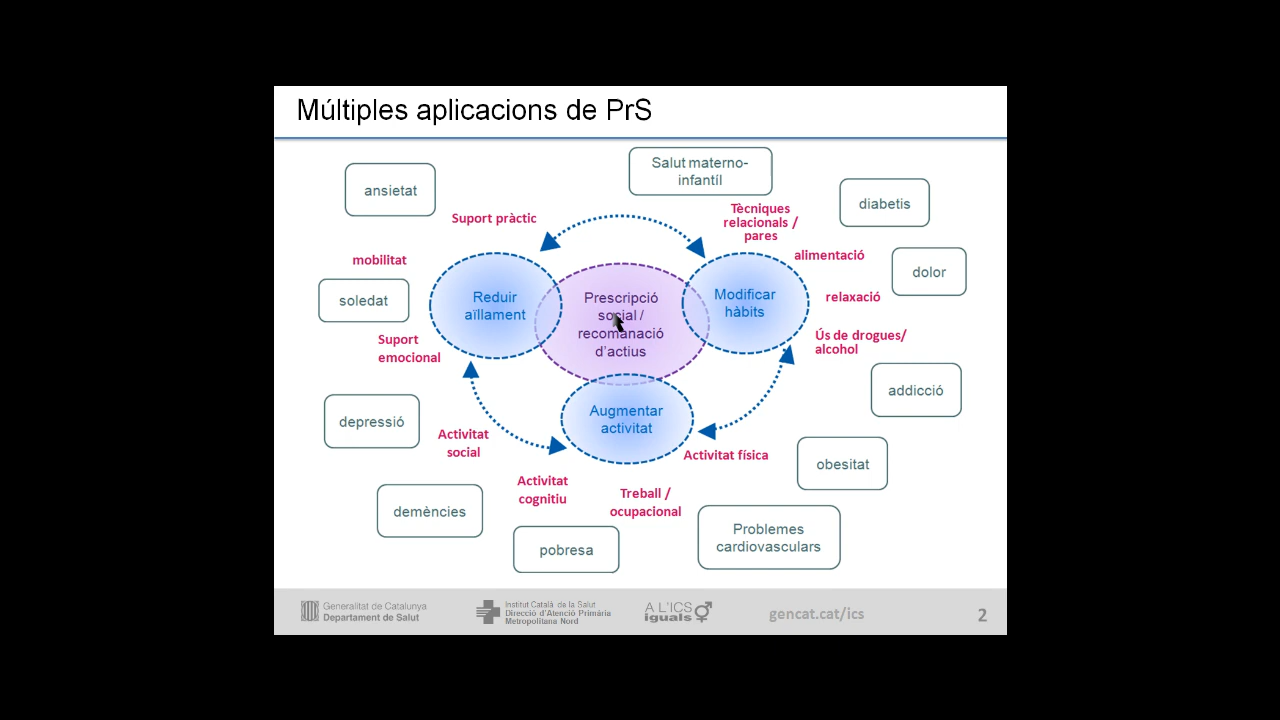 Múltiples aplicacions de PrS
Salut materno-
infantíl
ansietat
diabetis
Suport pràctic
Tècniques
relacionals /
pares
mobilitat
alimentació
dolor
soledat
Reduir
aïllament
Prescripció
social /
recomanació
d'actius
Modificar
hàbits
relaxació
Suport
emocional
Ús de drogues/
alcohol
addicció
depressió
Augmentar
activitat
Activitat
social
Activitat física
obesitat
Activitat
cognitiu
Treball /
ocupacional
demències
pobresa
Problemes
cardiovasculars
Generalitat de Catalunya
Departament de Salut
Institut Català de la Salut
Direcció d'Atenció Primària
Metropolitana Nord
A L'ICS
iguals
gencat.cat/ics
2